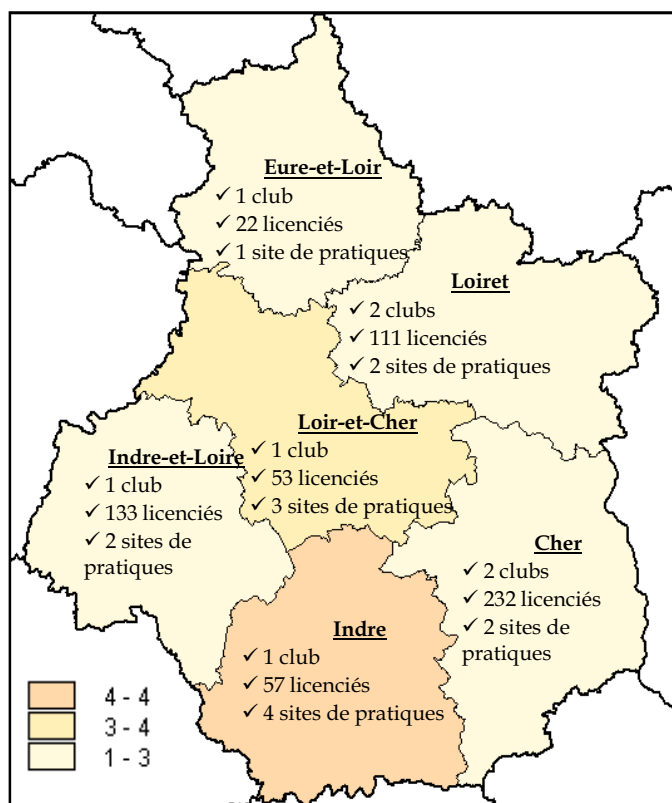 Eure-et-Loir
✓ 1 club
✓ 22 licenciés
✓ 1 site de pratiques
Loiret
✓ 2 clubs
✓ 111 licenciés
✓ 2 sites de pratiques
Loir-et-Cher
✓ 1 club
✓ 53 licenciés
✓ 3 sites de pratiques
Indre-et-Loire
✓ 1 club
✓ 133 licenciés
✓ 2 sites de
pratiques
Cher
✓ 2 clubs
✓ 232 licenciés
✓ 2 sites de
pratiques
Indre
✓ 1 club
✓ 57 licenciés
✓ 4 sites de pratiques
4 - 4
3 - 4
1 - 3